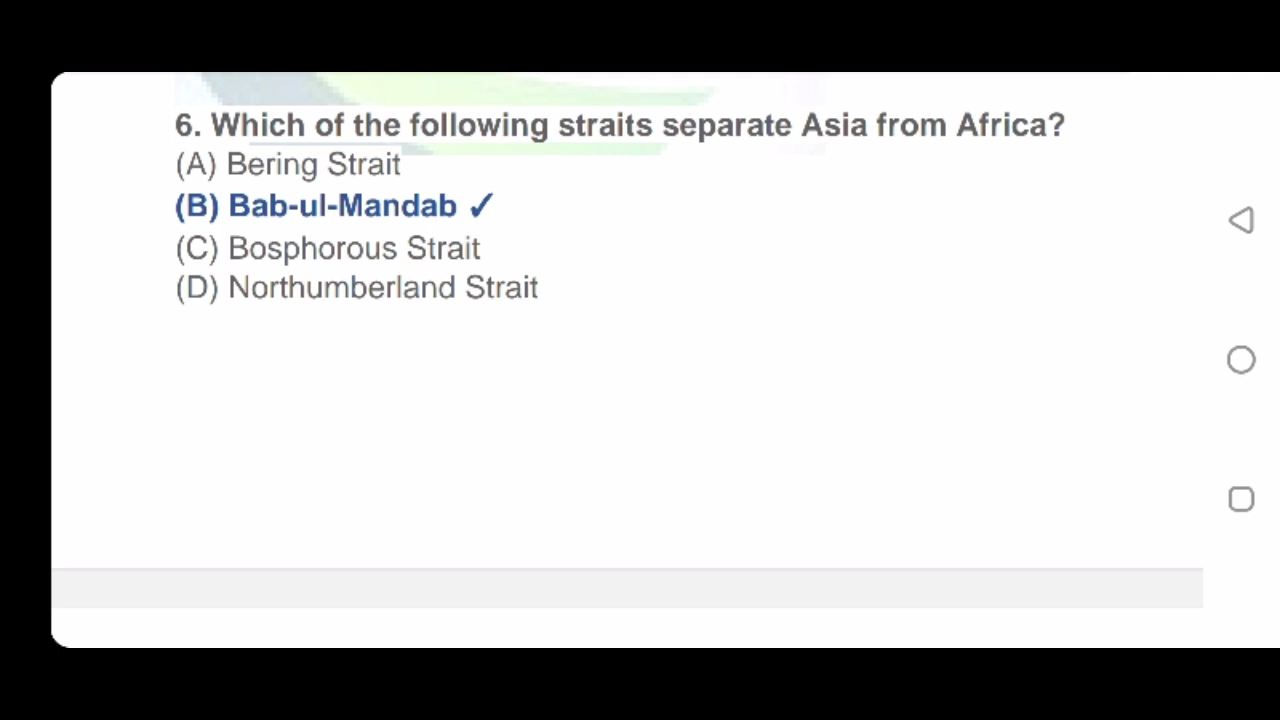 6. Which of the following straits separate Asia from Africa?
(A) Bering Strait
(B) Bab-ul-Mandab ✓
(C) Bosphorous Strait
(D) Northumberland Strait